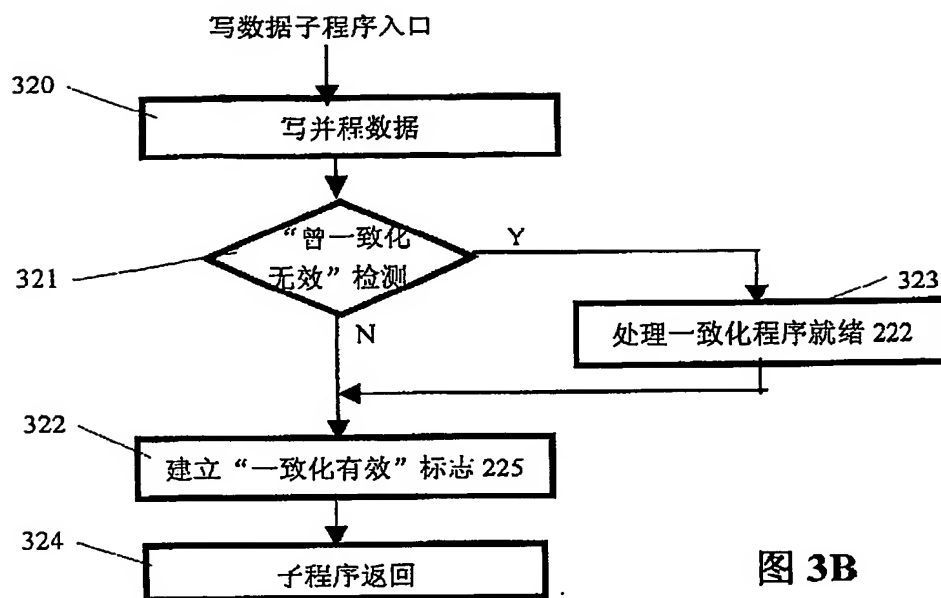 写数据子程序入口
320
写并程数据
321
“曾一致化
无效”检测
Y
N
323
处理一致化程序就绪 222
322
建立“一致化有效”标志 225
324
子程序返回
图 3B